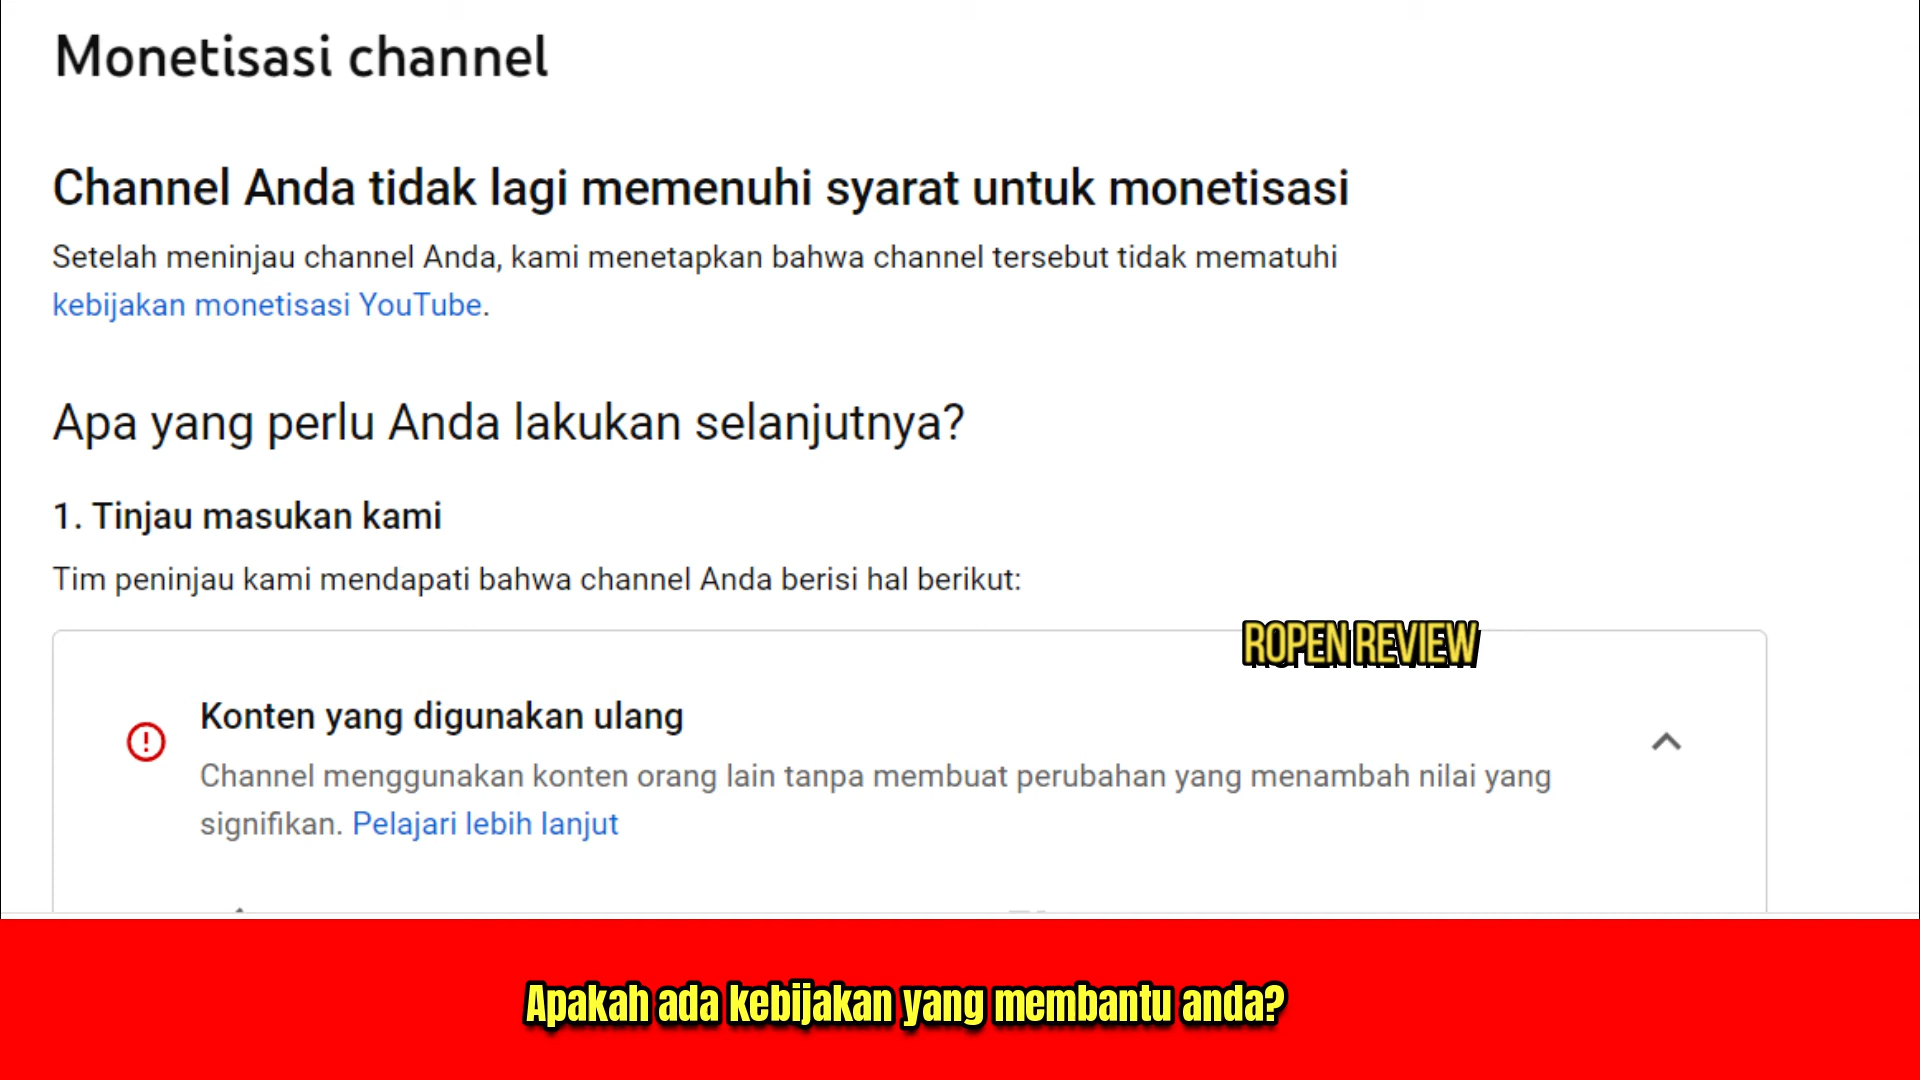 Monetisasi channel
Channel Anda tidak lagi memenuhi syarat untuk monetisasi
Setelah meninjau channel Anda, kami menetapkan bahwa channel tersebut tidak mematuhi
kebijakan monetisasi YouTube.
Apa yang perlu Anda lakukan selanjutnya?
1. Tinjau masukan kami
Tim peninjau kami mendapati bahwa channel Anda berisi hal berikut:
ROPEN REVIEW
Konten yang digunakan ulang
Channel menggunakan konten orang lain tanpa membuat perubahan yang menambah nilai yang
signifikan. Pelajari lebih lanjut
Apakah ada kebijakan yang membantu anda?